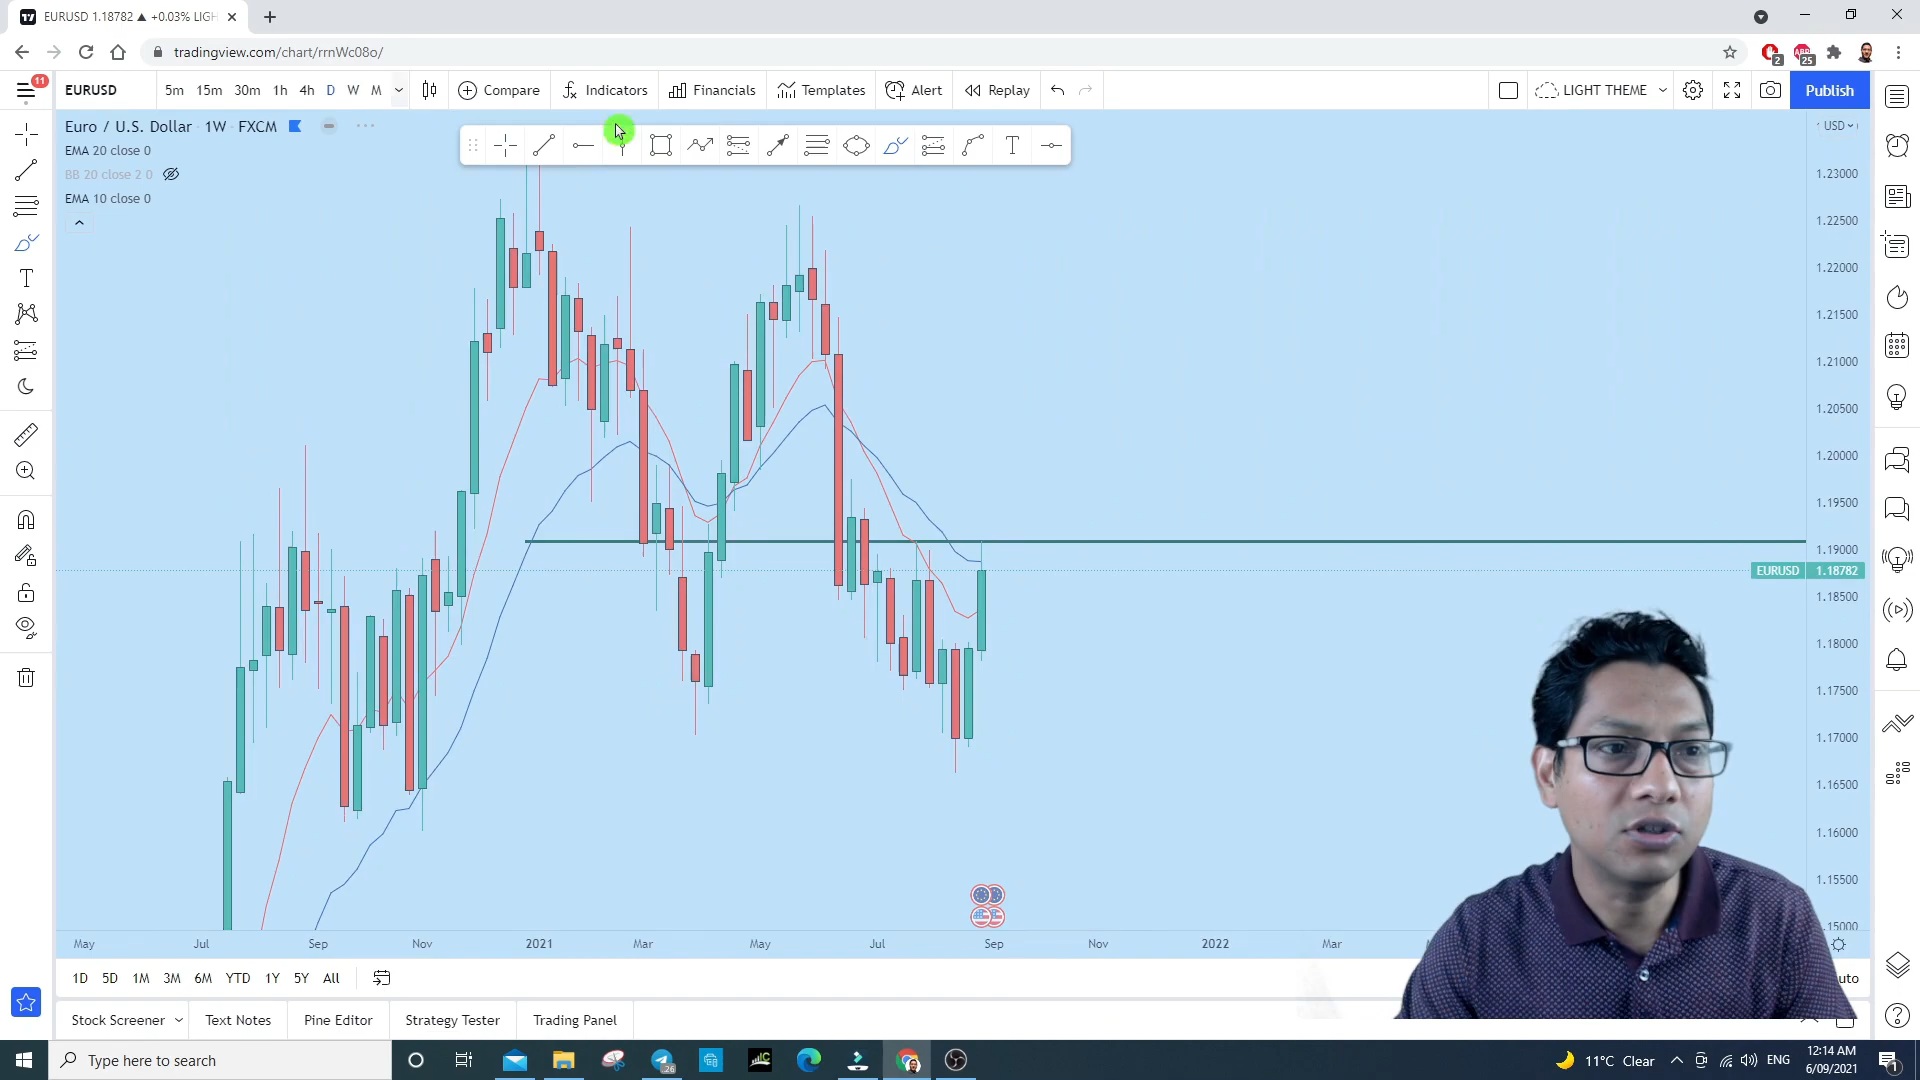 EURUSD 1.18782 ▲ +0.03% LIGH
tradingview.com/chart/rrnWc08o/
2
25
11
EURUSD 5m 15m 30m 1h 4h D W M Compare Indicators Financials Templates Alert Replay LIGHT THEME Publish
Euro / U.S. Dollar · 1W · FXCM
USD
EMA 20 close 0
BB 20 close 2 0
EMA 10 close 0
1.23000
1.22500
1.22000
1.21500
1.21000
1.20500
1.20000
1.19500
1.19000
EURUSD 1.18782
1.18500
1.18000
1.17500
1.17000
1.16500
1.16000
1.15500
1.15000
May Jul Sep Nov 2021 Mar May Jul Sep Nov 2022 Mar
1D 5D 1M 3M 6M YTD 1Y 5Y All
uto
Stock Screener Text Notes Pine Editor Strategy Tester Trading Panel
Type here to search
26
11°C Clear
ENG
12:14 AM
6/09/2021
1